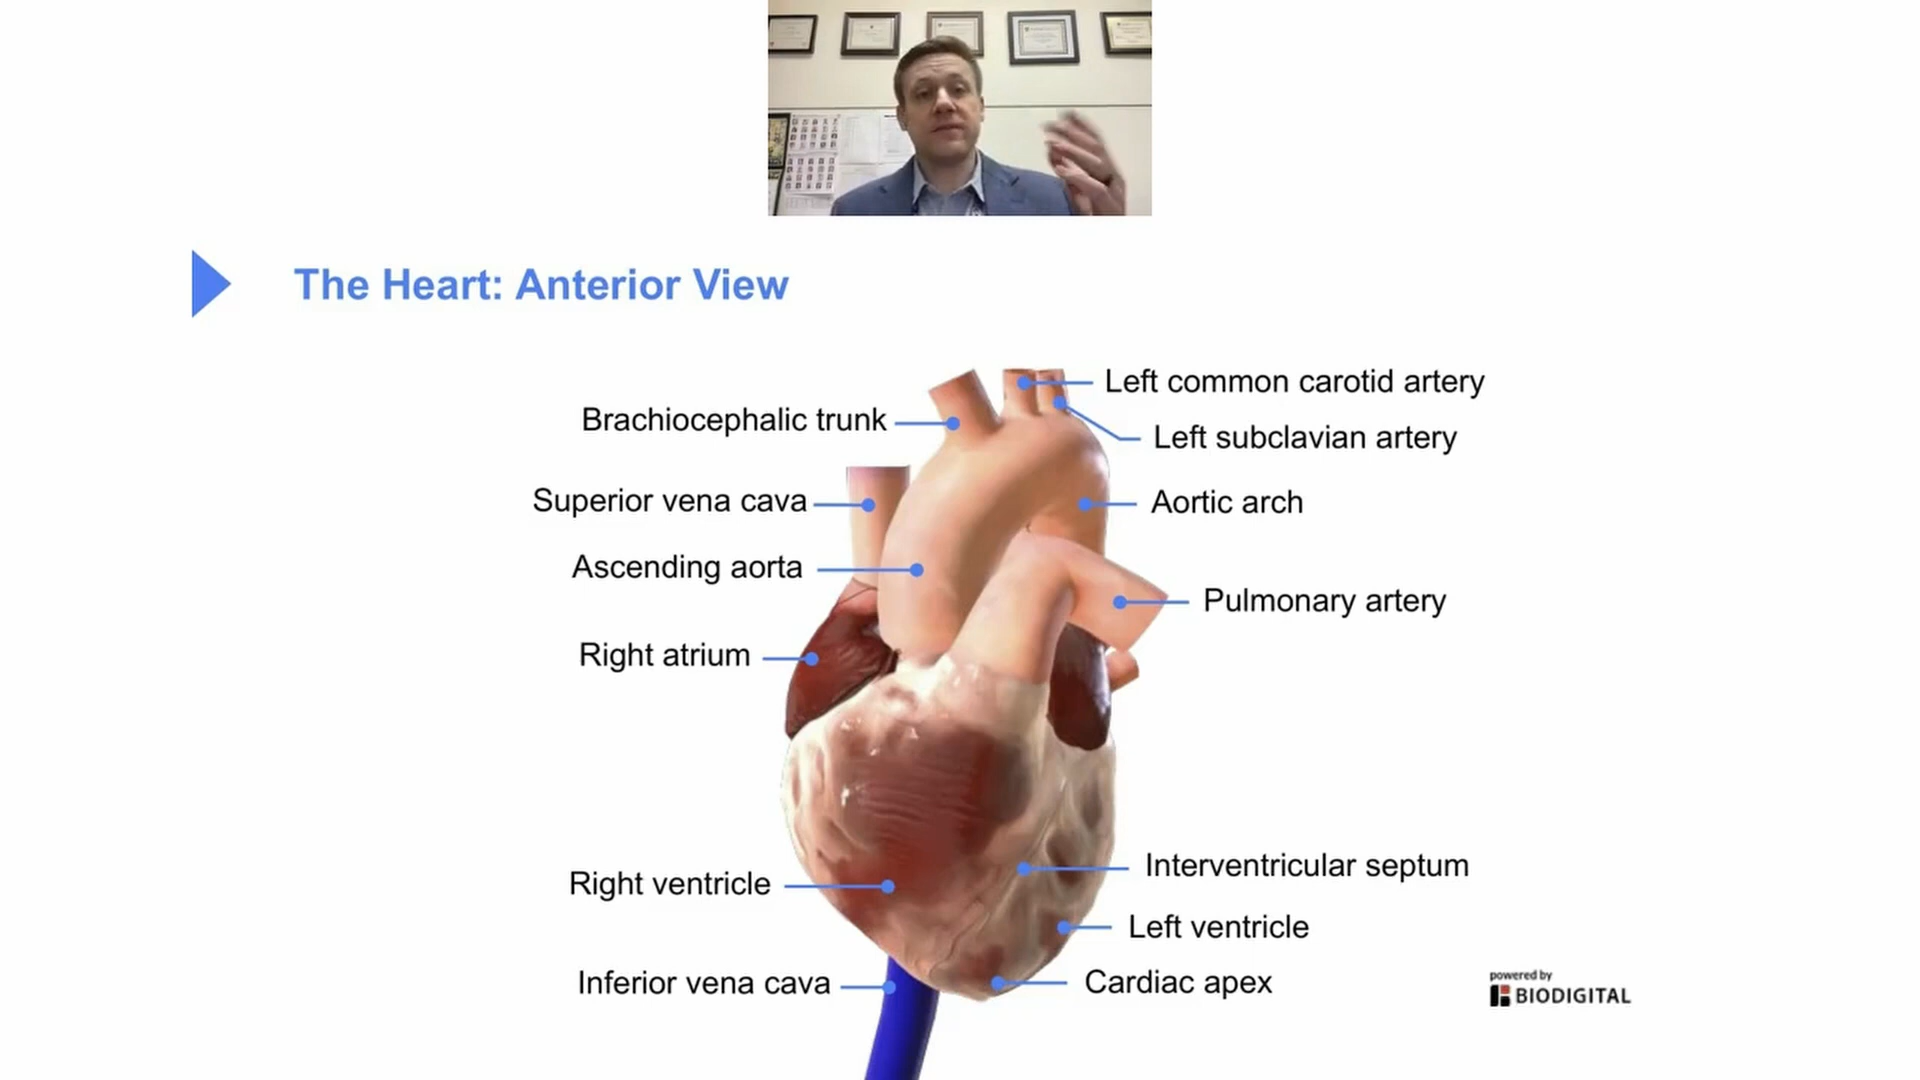 The Heart: Anterior View
Left common carotid artery
Brachiocephalic trunk
Left subclavian artery
Superior vena cava
Aortic arch
Ascending aorta
Pulmonary artery
Right atrium
Interventricular septum
Right ventricle
Left ventricle
Inferior vena cava
Cardiac apex
powered by
BIODIGITAL